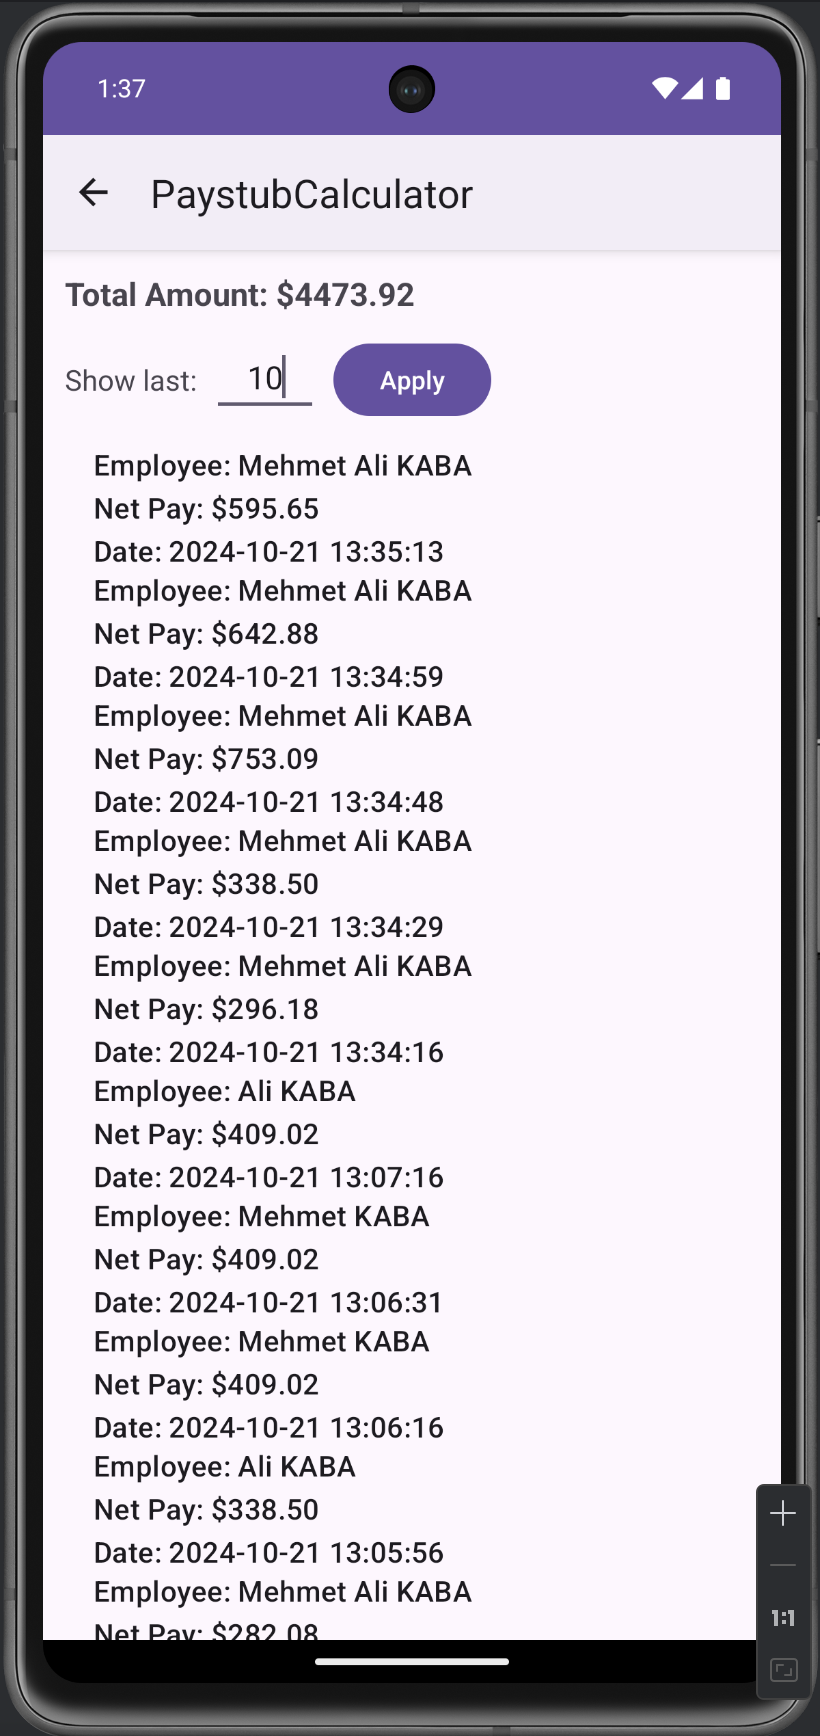 1:37
PaystubCalculator
Total Amount: $4473.92
Show last: 10 Apply
Employee: Mehmet Ali KABA
Net Pay: $595.65
Date: 2024-10-21 13:35:13
Employee: Mehmet Ali KABA
Net Pay: $642.88
Date: 2024-10-21 13:34:59
Employee: Mehmet Ali KABA
Net Pay: $753.09
Date: 2024-10-21 13:34:48
Employee: Mehmet Ali KABA
Net Pay: $338.50
Date: 2024-10-21 13:34:29
Employee: Mehmet Ali KABA
Net Pay: $296.18
Date: 2024-10-21 13:34:16
Employee: Ali KABA
Net Pay: $409.02
Date: 2024-10-21 13:07:16
Employee: Mehmet KABA
Net Pay: $409.02
Date: 2024-10-21 13:06:31
Employee: Mehmet KABA
Net Pay: $409.02
Date: 2024-10-21 13:06:16
Employee: Ali KABA
Net Pay: $338.50
Date: 2024-10-21 13:05:56
Employee: Mehmet Ali KABA
Net Pay: $282.08
1:1